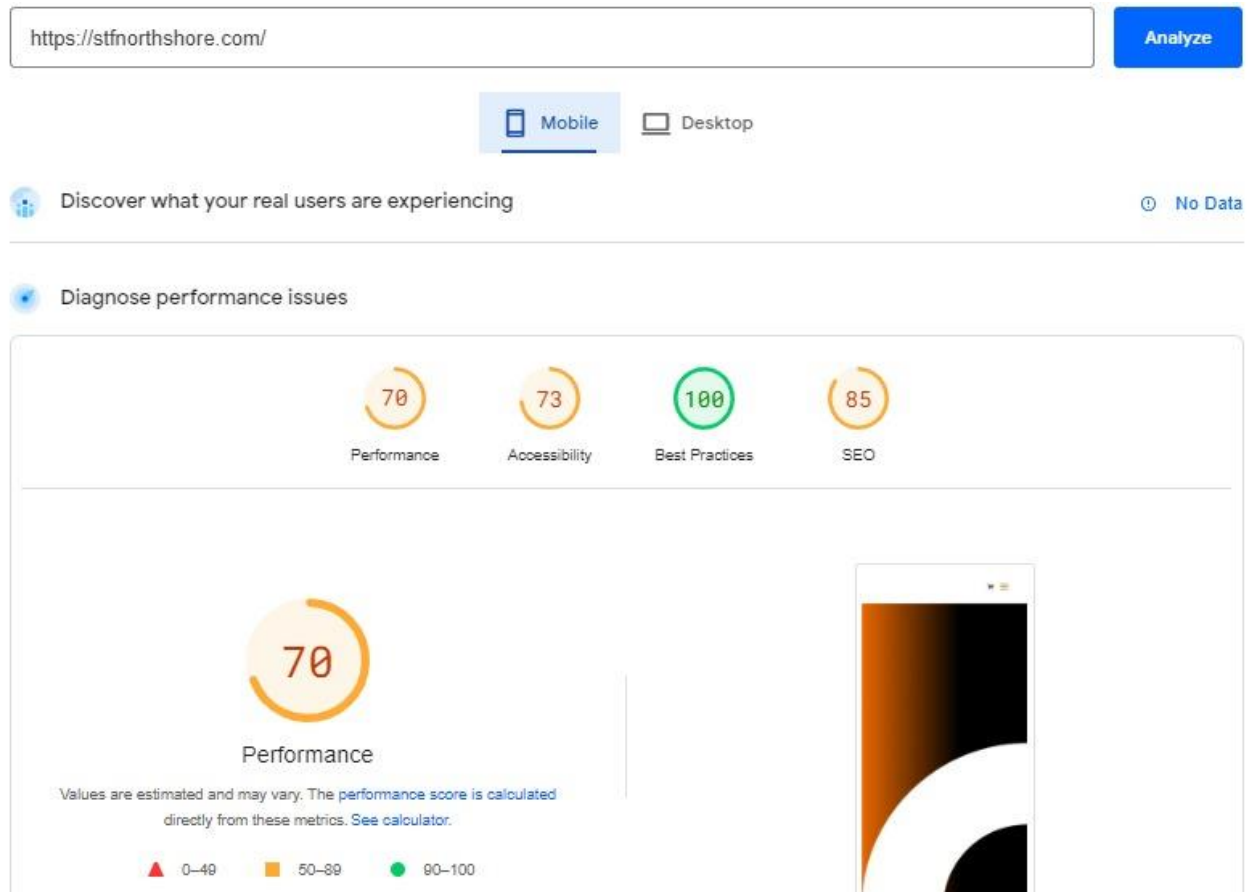 https://stfnorthshore.com/
Analyze
Mobile
Desktop
Discover what your real users are experiencing
No Data
Diagnose performance issues
70
73
100
85
Performance
Accessibility
Best Practices
SEO
70
Performance
Values are estimated and may vary. The performance score is calculated
directly from these metrics. See calculator.
0–49
50–89
90–100